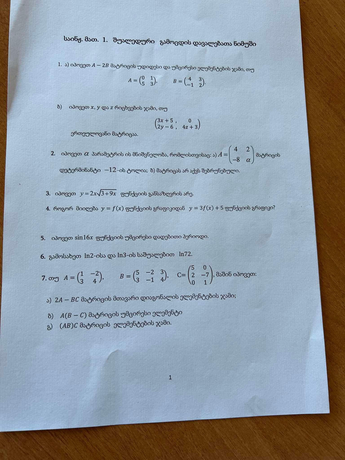 საინჟ. მათ. 1. შუალედური გამოცდის დავალებათა ნიმუში
1. ა) იპოვეთ A − 2B მატრიცის უდიდესი და უმცირესი ელემენტების ჯამი, თუ
A = (0 1
5 3), B = (4 3
−1 2).
ბ) იპოვეთ x, y და z რიცხვების ჯამი, თუ
(3x + 5 , 0
2y − 6 , 4z + 3)
ერთეულოვანი მატრიცაა.
2. იპოვეთ α პარამეტრის ის მნიშვნელობა, რომლისთვისაც: ა) A = (4 2
−8 α) მატრიცის
დეტერმინანტი −12-ის ტოლია; ბ) მატრიცას არ აქვს შებრუნებული.
3. იპოვეთ y = 2x√3+9x ფუნქციის განსაზღვრის არე.
4. როგორ მიიღება y = f(x) ფუნქციის გრაფიკიდან y = 3f(x) + 5 ფუნქციის გრაფიკი?
5. იპოვეთ sin16x ფუნქციის უმცირესი დადებითი პერიოდი.
6. გამოსახეთ ln2-ისა და ln3-ის საშუალებით ln72.
7. თუ A = (1 −2
3 4), B = (5 −2 3
3 −1 4), C= (5 0
2 −7
0 1), მაშინ იპოვეთ:
ა) 2A − BC მატრიცის მთავარი დიაგონალის ელემენტების ჯამი;
ბ) A(B − C) მატრიცის უმცირესი ელემენტი
გ) (AB)C მატრიცის ელემენტების ჯამი.
1